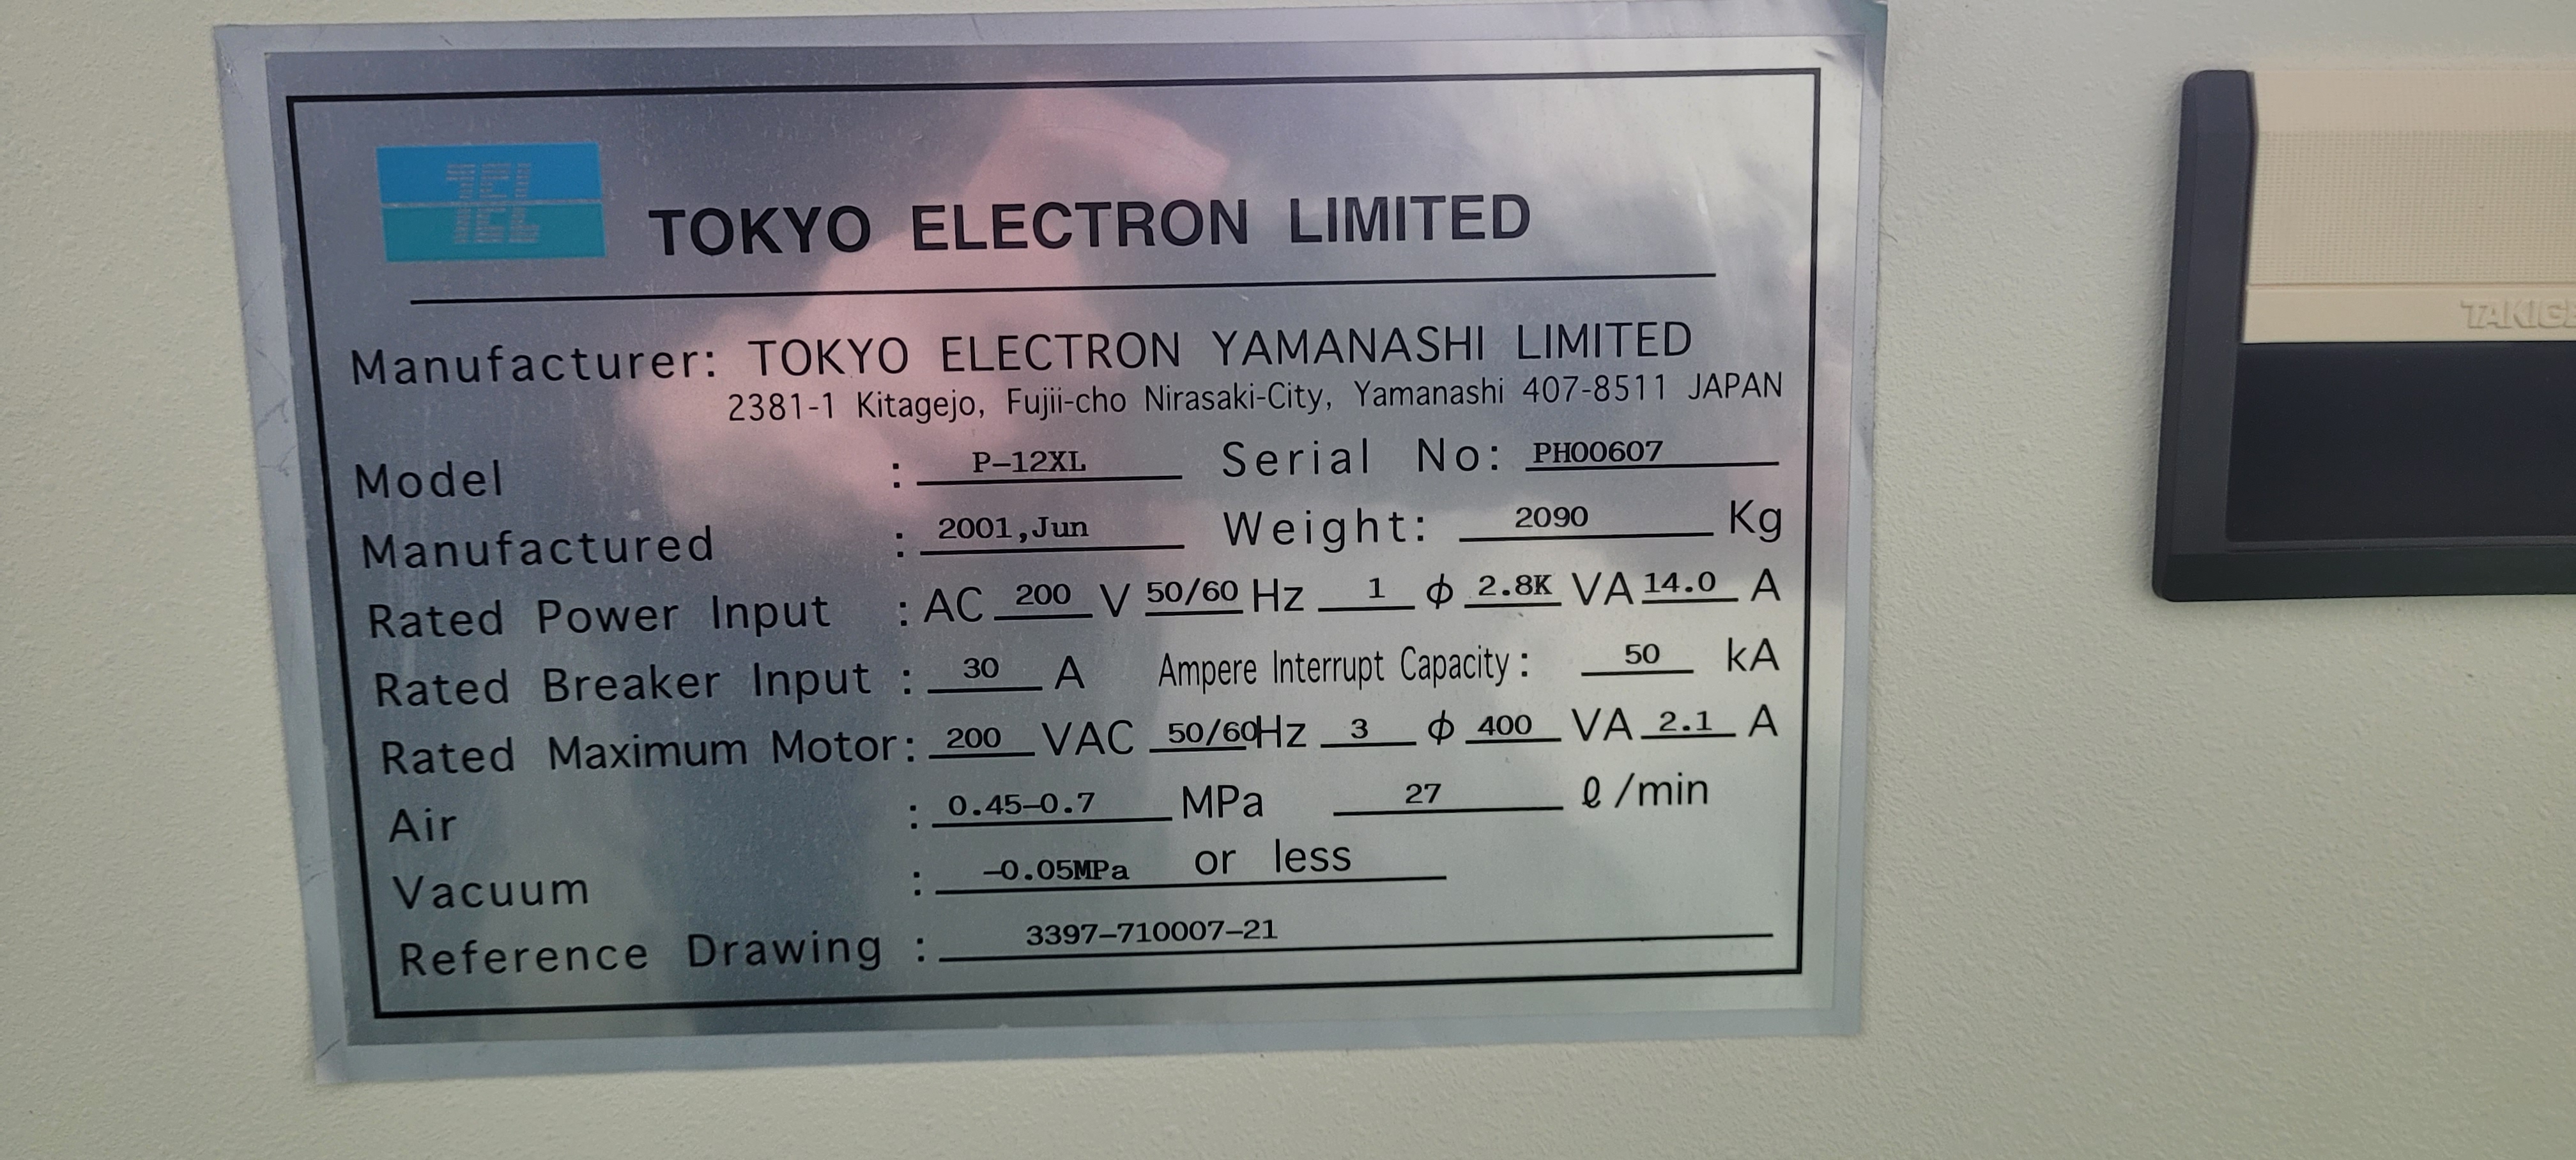 TEL
TOKYO ELECTRON LIMITED
Manufacturer: TOKYO ELECTRON YAMANASHI LIMITED
2381-1 Kitagejo, Fujii-cho Nirasaki-City, Yamanashi 407-8511 JAPAN
Model : P-12XL Serial No: PH00607
Manufactured : 2001,Jun Weight: 2090 Kg
Rated Power Input : AC 200 V 50/60 Hz 1 ϕ 2.8K VA 14.0 A
Rated Breaker Input : 30 A Ampere Interrupt Capacity : 50 kA
Rated Maximum Motor: 200 VAC 50/60Hz 3 ϕ 400 VA 2.1 A
Air : 0.45-0.7 MPa 27 ℓ/min
Vacuum : -0.05MPa or less
Reference Drawing : 3397-710007-21